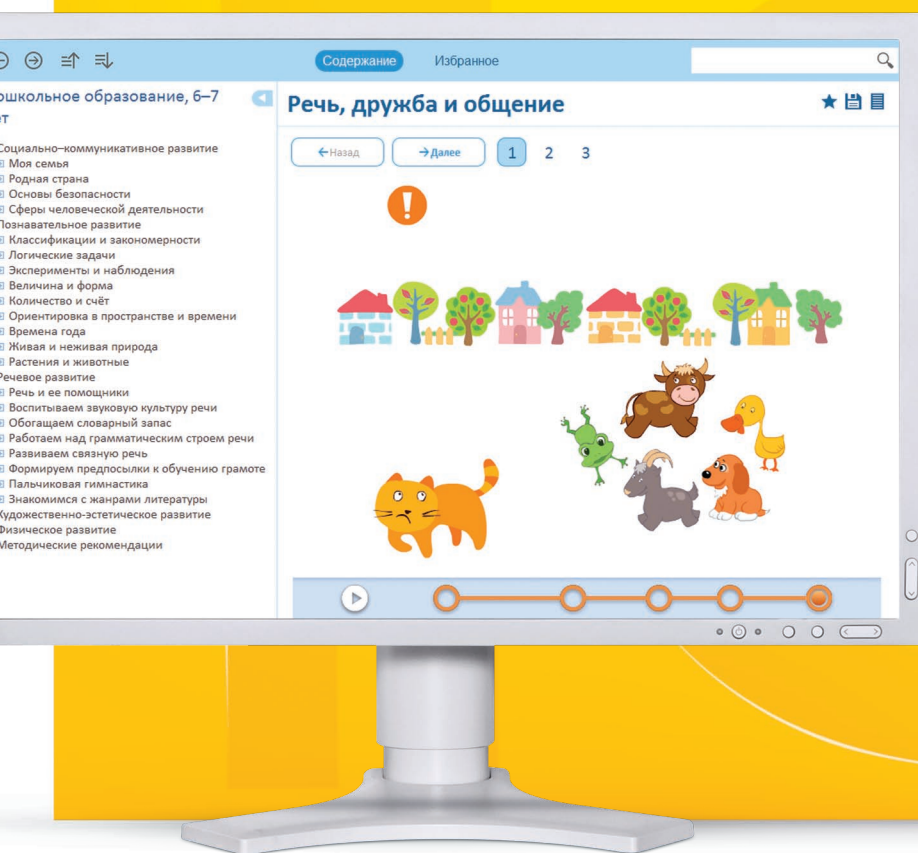 Содержание Избранное
ошкольное образование, 6–7
ет
Речь, дружба и общение
←Назад →Далее 1 2 3
Социально–коммуникативное развитие
Моя семья
Родная страна
Основы безопасности
Сферы человеческой деятельности
Познавательное развитие
Классификации и закономерности
Логические задачи
Эксперименты и наблюдения
Величина и форма
Количество и счёт
Ориентировка в пространстве и времени
Времена года
Живая и неживая природа
Растения и животные
Речевое развитие
Речь и ее помощники
Воспитываем звуковую культуру речи
Обогащаем словарный запас
Работаем над грамматическим строем речи
Развиваем связную речь
Формируем предпосылки к обучению грамоте
Пальчиковая гимнастика
Знакомимся с жанрами литературы
Художественно-эстетическое развитие
Физическое развитие
Методические рекомендации